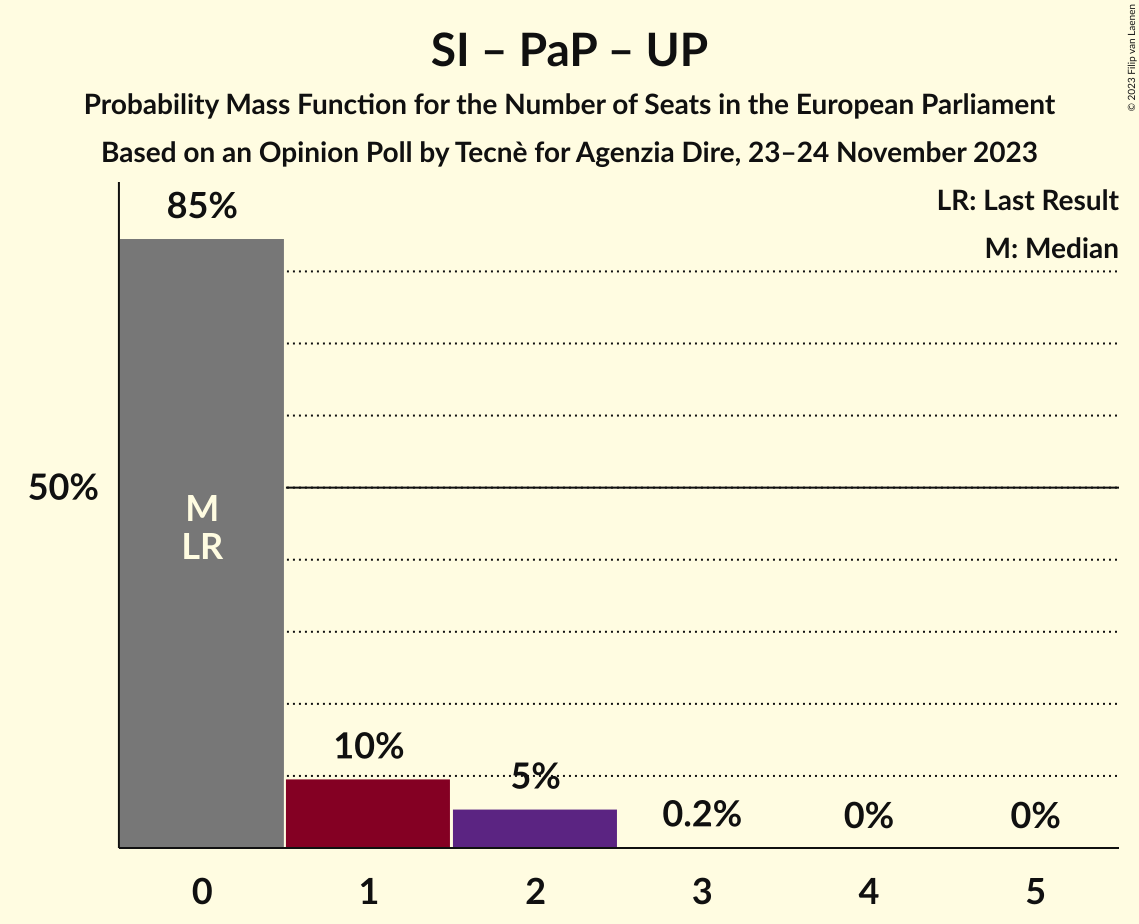 SI – PaP – UP
Probability Mass Function for the Number of Seats in the European Parliament
Based on an Opinion Poll by Tecnè for Agenzia Dire, 23–24 November 2023
© 2023 Filip van Laenen
LR: Last Result
M: Median
85%
50%
M
LR
10%
5%
0.2%
0%
0%
0 1 2 3 4 5